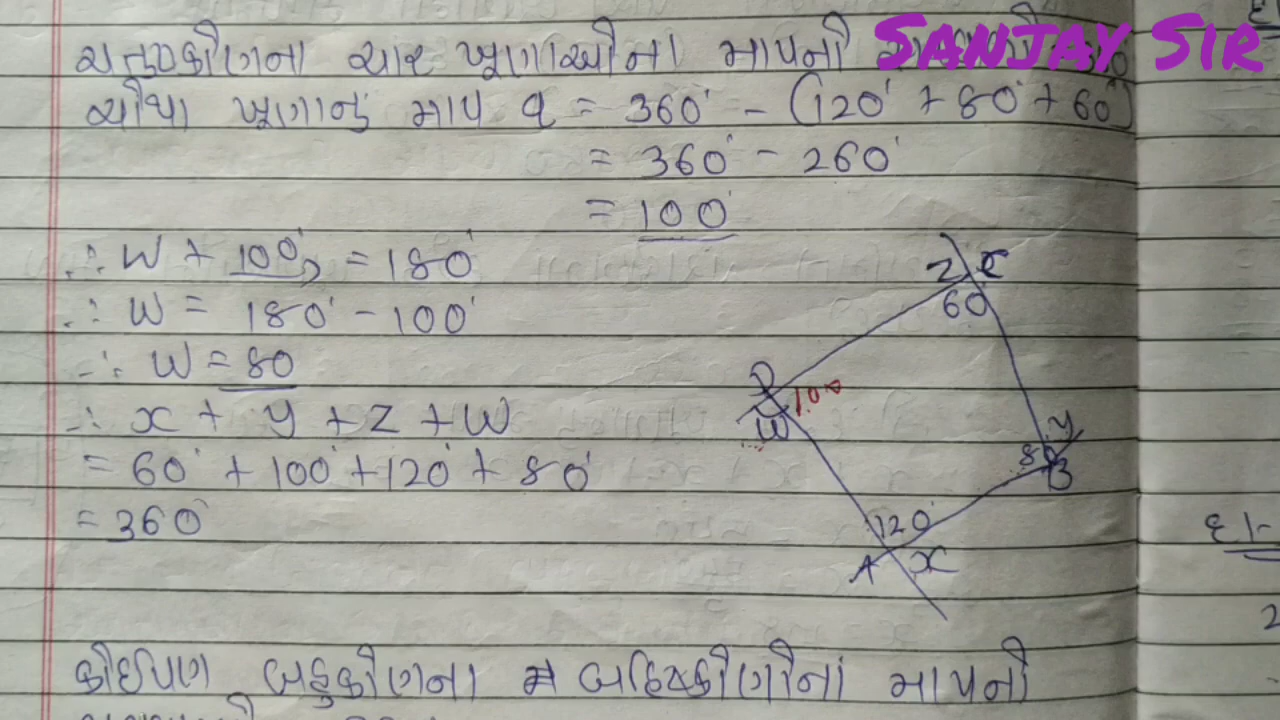 SANJAY SIR
ચતુષ્કોણના ચાર ખૂણાઓના માપનો
ચોથા ખૂણાનું માપ a = 360° - (120° + 80° + 60°)
= 360° - 260°
= 100°
∴ W + 100° = 180°
∴ W = 180° - 100°
∴ W = 80
∴ x + y + z + w
= 60° + 100° + 120° + 80°
= 360°
Z C
60
D 100
W
Y
80
B
120°
A x
કોઈપણ બહુકોણના બહિષ્કોણોનાં માપનો